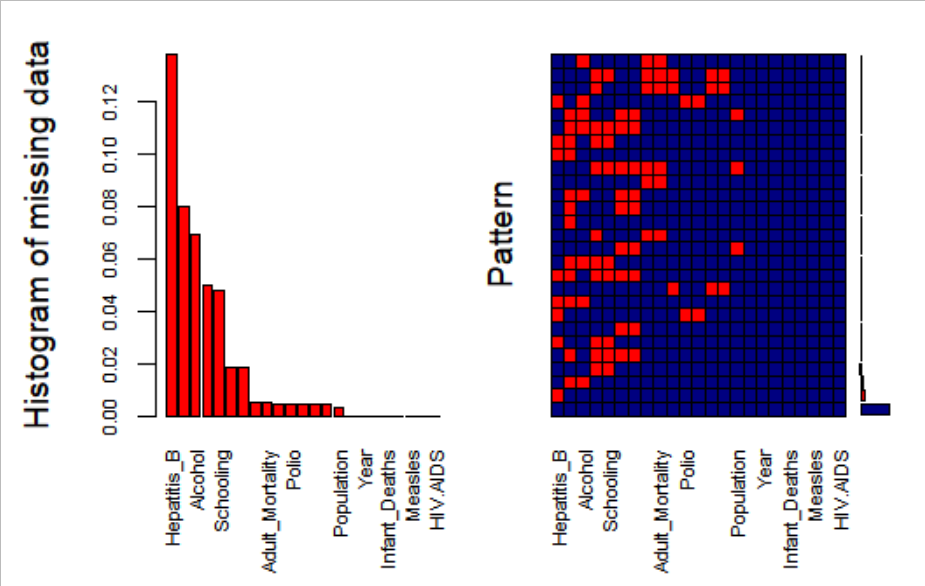 Histogram of missing data
0.00
0.02
0.04
0.06
0.08
0.10
0.12
Hepatitis_B
Alcohol
Schooling
Adult_Mortality
Polio
Population
Year
Infant_Deaths
Measles
HIV.AIDS
Pattern
Hepatitis_B
Alcohol
Schooling
Adult_Mortality
Polio
Population
Year
Infant_Deaths
Measles
HIV.AIDS